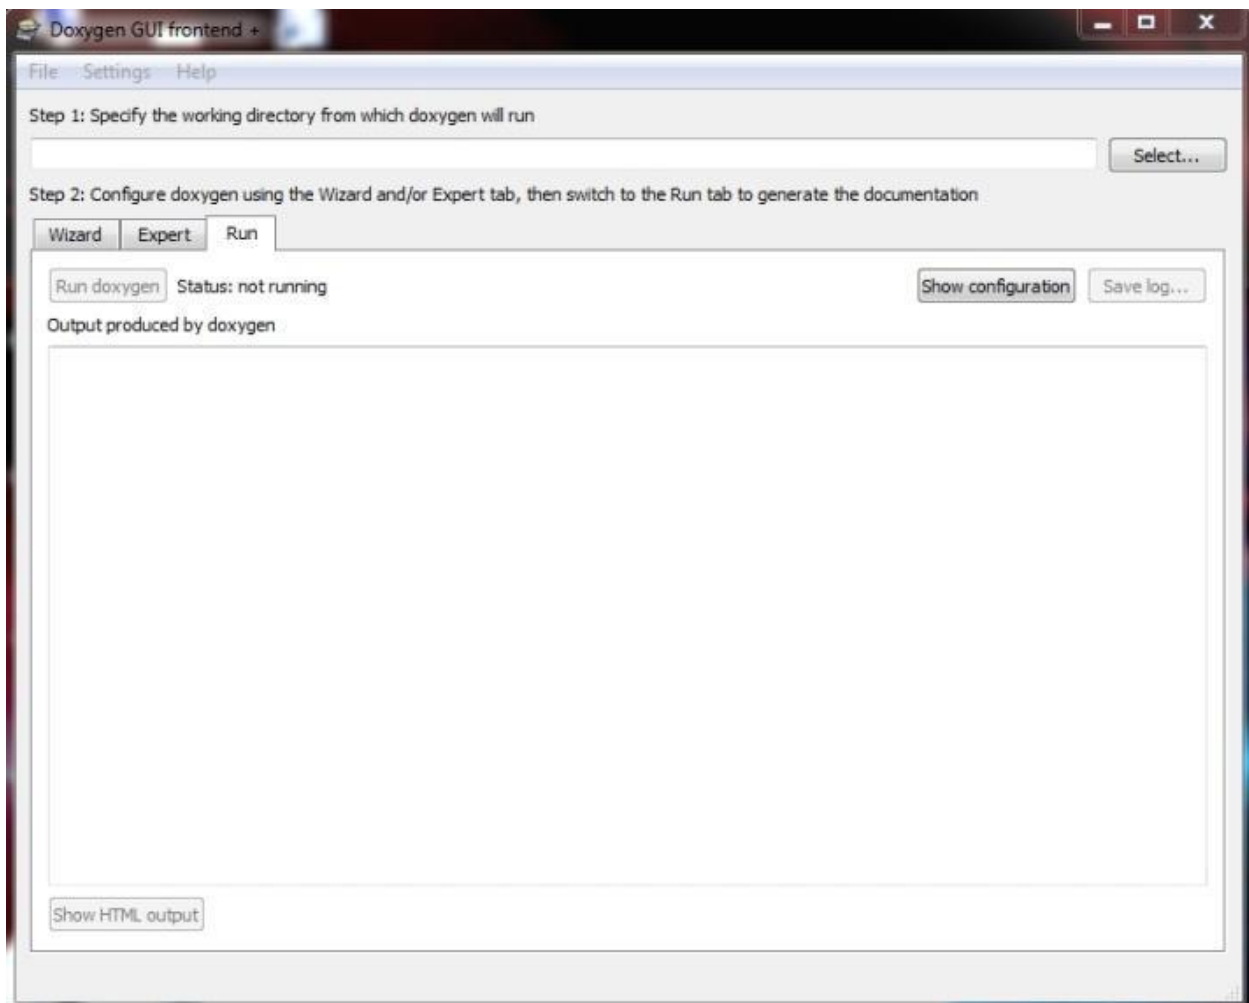 Doxygen GUI frontend +
File Settings Help
Step 1: Specify the working directory from which doxygen will run
Select...
Step 2: Configure doxygen using the Wizard and/or Expert tab, then switch to the Run tab to generate the documentation
Wizard Expert Run
Run doxygen Status: not running Show configuration Save log...
Output produced by doxygen
Show HTML output